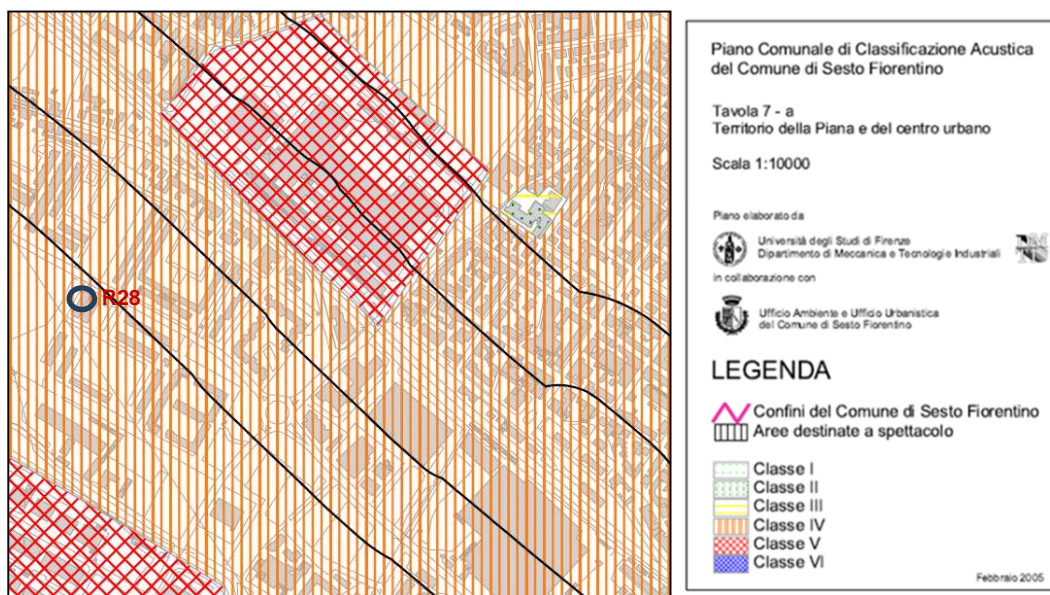 R28
Piano Comunale di Classificazione Acustica
del Comune di Sesto Fiorentino
Tavola 7 - a
Territorio della Piana e del centro urbano
Scala 1:10000
Piano elaborato da
Università degli Studi di Firenze
Dipartimento di Meccanica e Tecnologie Industriali
in collaborazione con
Ufficio Ambiente e Ufficio Urbanistica
del Comune di Sesto Fiorentino
LEGENDA
Confini del Comune di Sesto Fiorentino
Aree destinate a spettacolo
Classe I
Classe II
Classe III
Classe IV
Classe V
Classe VI
Febbraio 2005